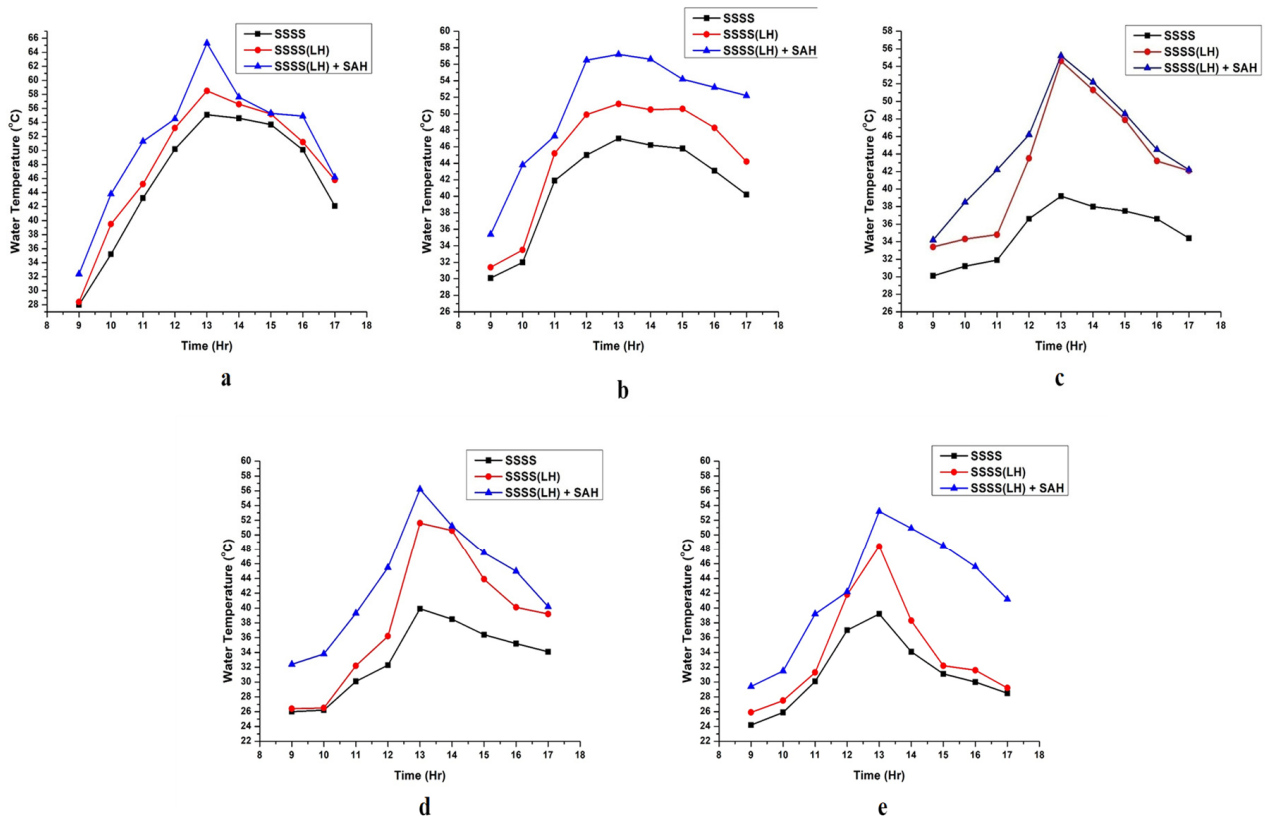 SSSS
SSSS(LH)
SSSS(LH) + SAH
Water Temperature (°C)
66
64
62
60
58
56
54
52
50
48
46
44
42
40
38
36
34
32
30
28
8 9 10 11 12 13 14 15 16 17 18
Time (Hr)
a
SSSS
SSSS(LH)
SSSS(LH) + SAH
Water Temperature (°C)
60
58
56
54
52
50
48
46
44
42
40
38
36
34
32
30
28
26
24
8 9 10 11 12 13 14 15 16 17 18
Time (Hr)
b
SSSS
SSSS(LH)
SSSS(LH) + SAH
Water Temperature (°C)
58
56
54
52
50
48
46
44
42
40
38
36
34
32
30
28
26
8 9 10 11 12 13 14 15 16 17 18
Time (Hr)
c
SSSS
SSSS(LH)
SSSS(LH) + SAH
Water Temperature (°C)
60
58
56
54
52
50
48
46
44
42
40
38
36
34
32
30
28
26
24
22
8 9 10 11 12 13 14 15 16 17 18
Time (Hr)
d
SSSS
SSSS(LH)
SSSS(LH) + SAH
Water Temperature (°C)
60
58
56
54
52
50
48
46
44
42
40
38
36
34
32
30
28
26
24
22
8 9 10 11 12 13 14 15 16 17 18
Time (Hr)
e